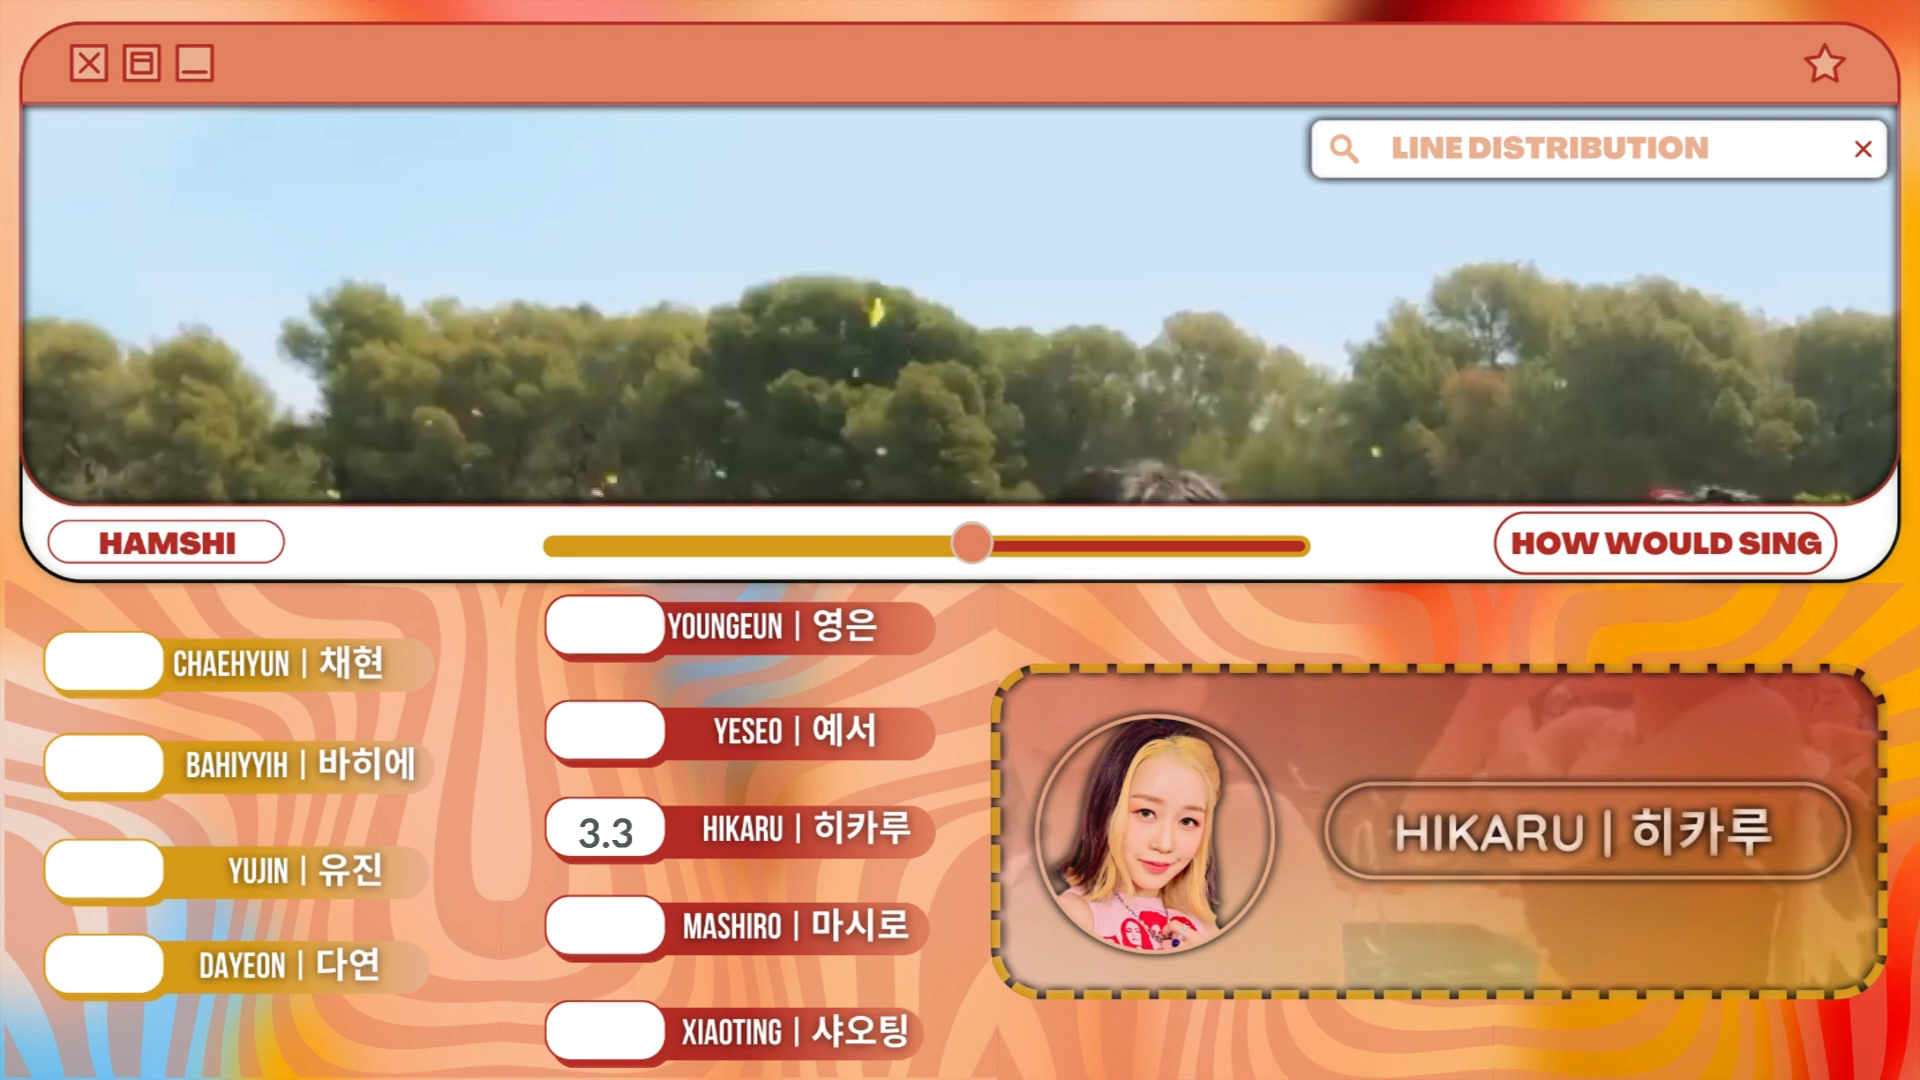 LINE DISTRIBUTION
HAMSHI
HOW WOULD SING
CHAEHYUN | 채현
BAHIYYIH | 바히에
YUJIN | 유진
DAYEON | 다연
YOUNGEUN | 영은
YESEO | 예서
3.3 HIKARU | 히카루
MASHIRO | 마시로
XIAOTING | 샤오팅
HIKARU | 히카루